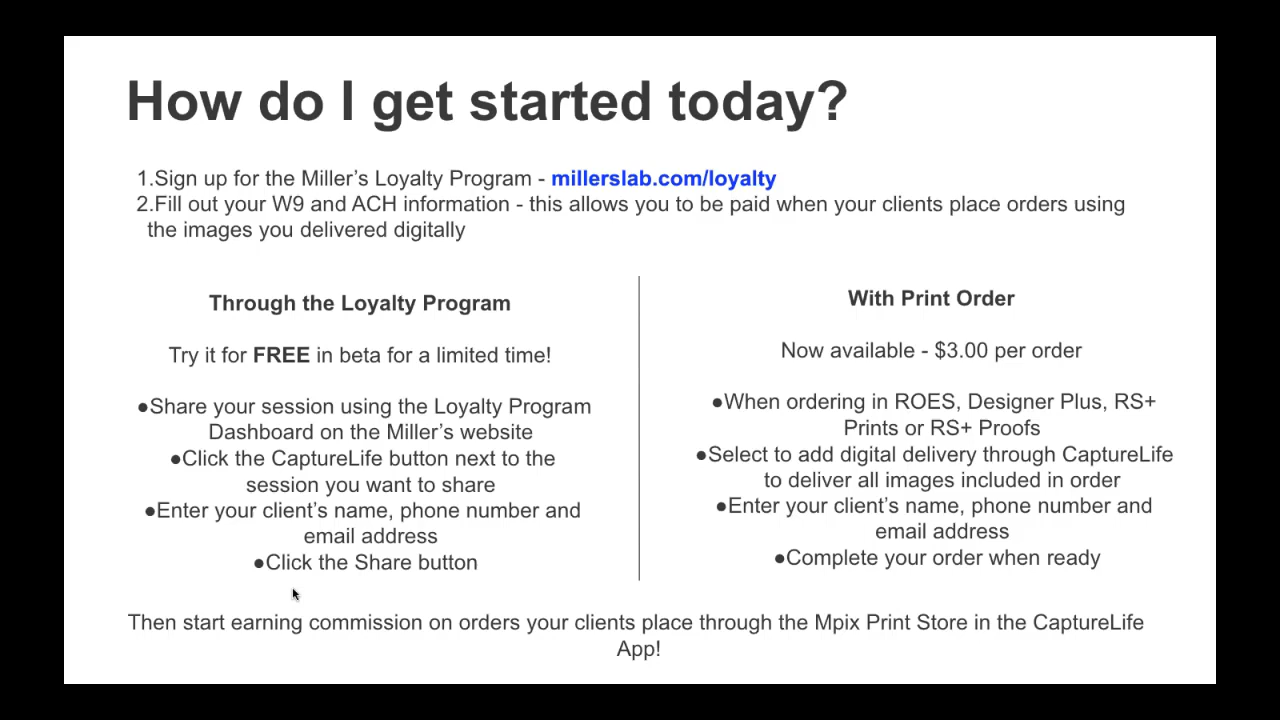 How do I get started today?
1.Sign up for the Miller’s Loyalty Program - millerslab.com/loyalty
2.Fill out your W9 and ACH information - this allows you to be paid when your clients place orders using
the images you delivered digitally
Through the Loyalty Program
Try it for FREE in beta for a limited time!
●Share your session using the Loyalty Program
Dashboard on the Miller’s website
●Click the CaptureLife button next to the
session you want to share
●Enter your client’s name, phone number and
email address
●Click the Share button
With Print Order
Now available - $3.00 per order
●When ordering in ROES, Designer Plus, RS+
Prints or RS+ Proofs
●Select to add digital delivery through CaptureLife
to deliver all images included in order
●Enter your client’s name, phone number and
email address
●Complete your order when ready
Then start earning commission on orders your clients place through the Mpix Print Store in the CaptureLife
App!